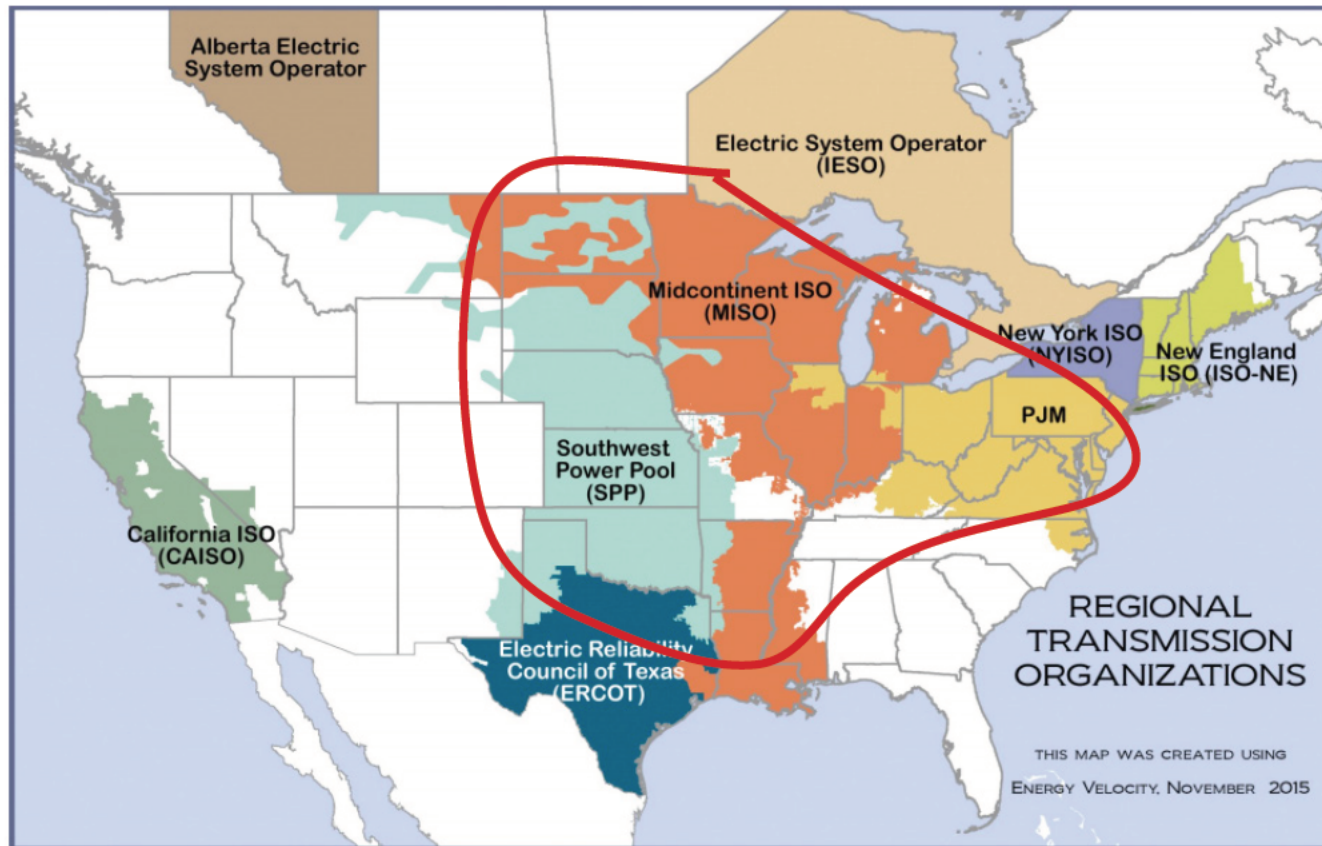 Alberta Electric
System Operator
Electric System Operator
(IESO)
Midcontinent ISO
(MISO)
New York ISO
(NYISO)
New England
ISO (ISO-NE)
PJM
Southwest
Power Pool
(SPP)
California ISO
(CAISO)
Electric Reliability
Council of Texas
(ERCOT)
REGIONAL
TRANSMISSION
ORGANIZATIONS
THIS MAP WAS CREATED USING
ENERGY VELOCITY, NOVEMBER 2015